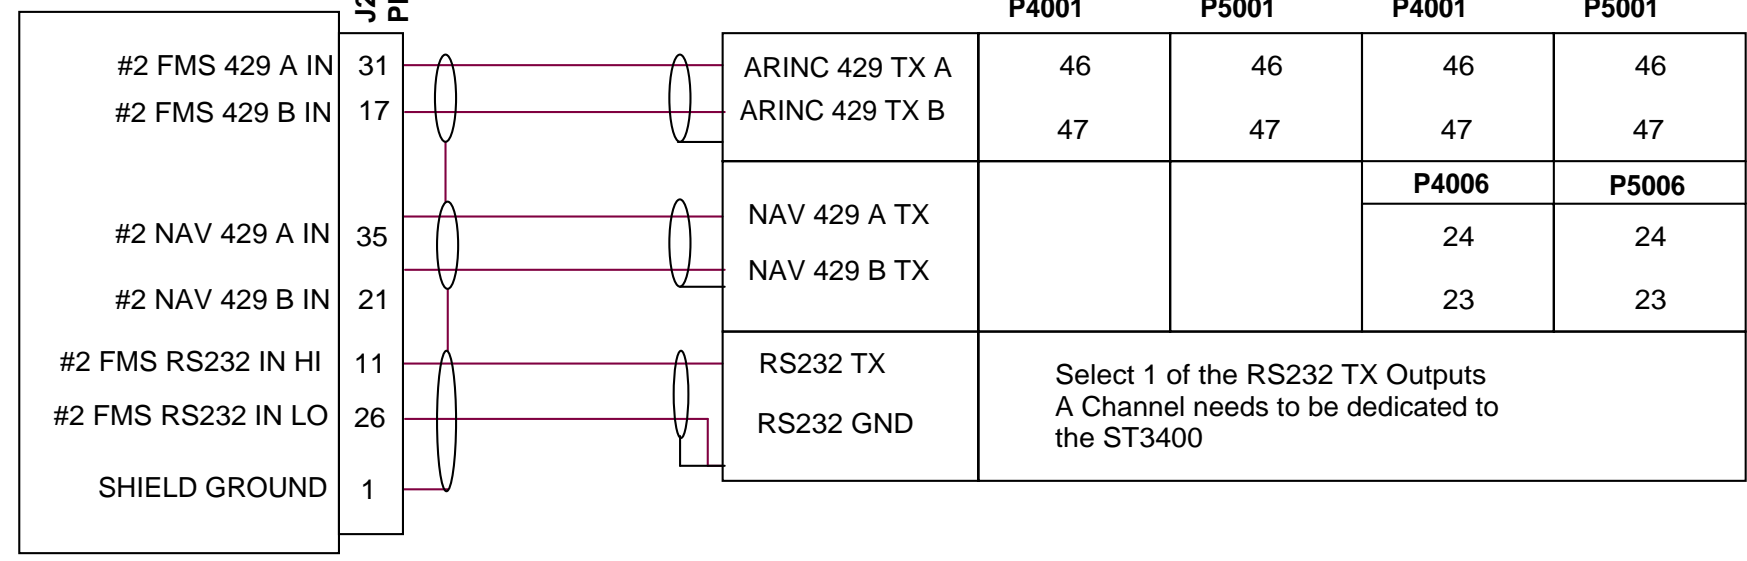 J2
P4001 P5001 P4001 P5001
#2 FMS 429 A IN 31 ARINC 429 TX A 46 46 46 46
#2 FMS 429 B IN 17 ARINC 429 TX B 47 47 47 47
P4006 P5006
#2 NAV 429 A IN 35 NAV 429 A TX 24 24
#2 NAV 429 B IN 21 NAV 429 B TX 23 23
#2 FMS RS232 IN HI 11 RS232 TX
#2 FMS RS232 IN LO 26 RS232 GND
Select 1 of the RS232 TX Outputs
A Channel needs to be dedicated to
the ST3400
SHIELD GROUND 1